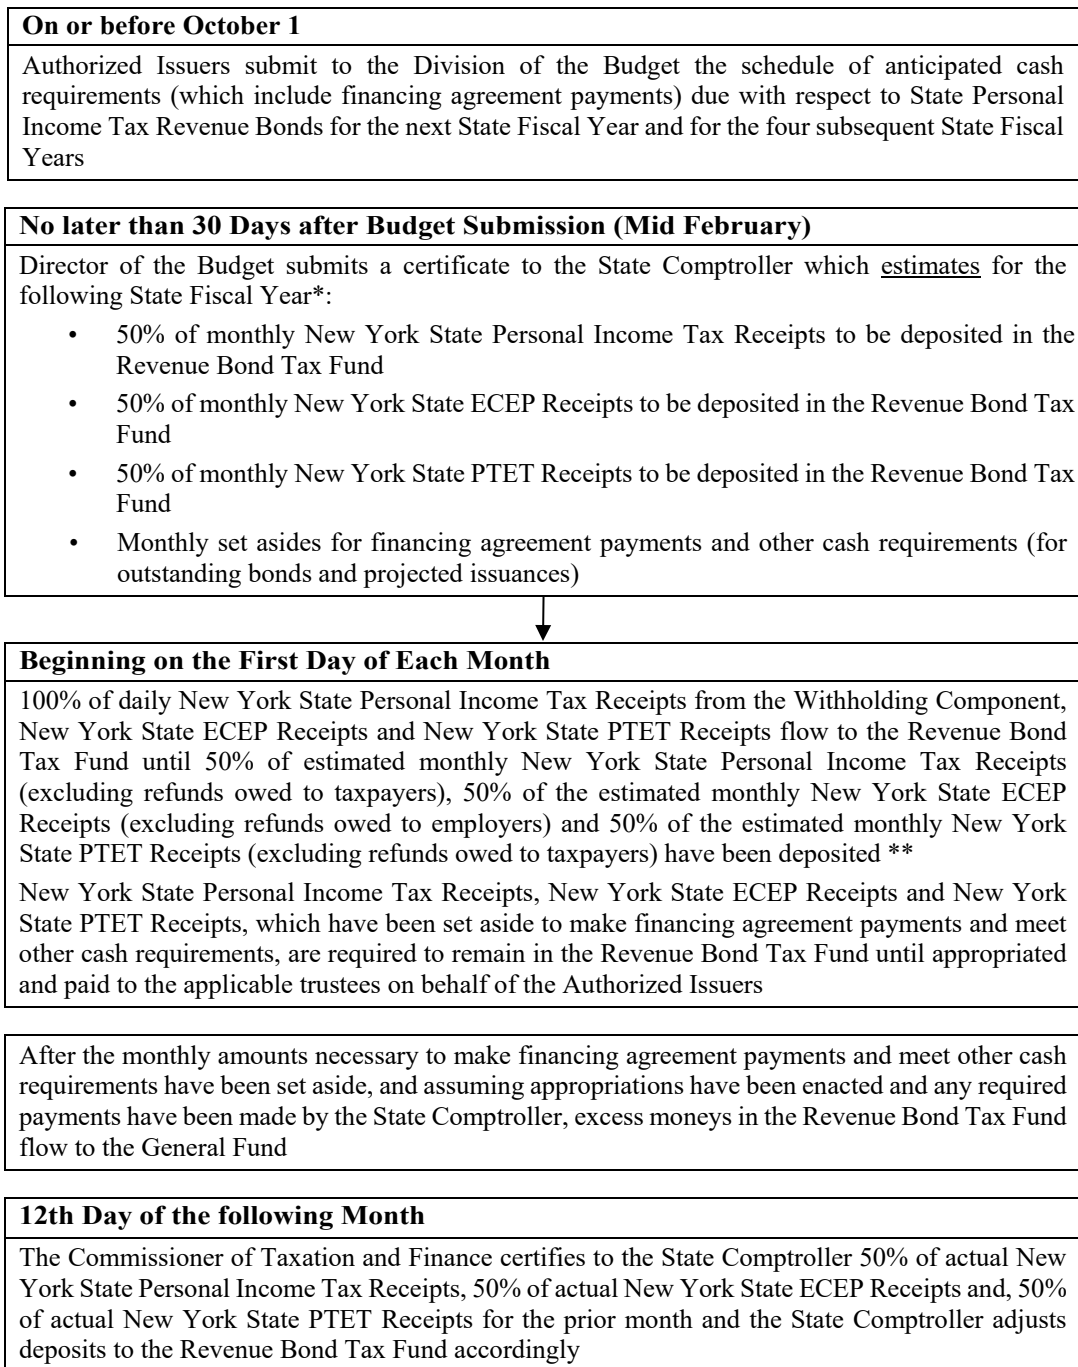 On or before October 1
Authorized Issuers submit to the Division of the Budget the schedule of anticipated cash
requirements (which include financing agreement payments) due with respect to State Personal
Income Tax Revenue Bonds for the next State Fiscal Year and for the four subsequent State Fiscal
Years
No later than 30 Days after Budget Submission (Mid February)
Director of the Budget submits a certificate to the State Comptroller which estimates for the
following State Fiscal Year*:
• 50% of monthly New York State Personal Income Tax Receipts to be deposited in the
Revenue Bond Tax Fund
• 50% of monthly New York State ECEP Receipts to be deposited in the Revenue Bond Tax
Fund
• 50% of monthly New York State PTET Receipts to be deposited in the Revenue Bond Tax
Fund
• Monthly set asides for financing agreement payments and other cash requirements (for
outstanding bonds and projected issuances)
Beginning on the First Day of Each Month
100% of daily New York State Personal Income Tax Receipts from the Withholding Component,
New York State ECEP Receipts and New York State PTET Receipts flow to the Revenue Bond
Tax Fund until 50% of estimated monthly New York State Personal Income Tax Receipts
(excluding refunds owed to taxpayers), 50% of the estimated monthly New York State ECEP
Receipts (excluding refunds owed to employers) and 50% of the estimated monthly New York
State PTET Receipts (excluding refunds owed to taxpayers) have been deposited **
New York State Personal Income Tax Receipts, New York State ECEP Receipts and New York
State PTET Receipts, which have been set aside to make financing agreement payments and meet
other cash requirements, are required to remain in the Revenue Bond Tax Fund until appropriated
and paid to the applicable trustees on behalf of the Authorized Issuers
After the monthly amounts necessary to make financing agreement payments and meet other cash
requirements have been set aside, and assuming appropriations have been enacted and any required
payments have been made by the State Comptroller, excess moneys in the Revenue Bond Tax Fund
flow to the General Fund
12th Day of the following Month
The Commissioner of Taxation and Finance certifies to the State Comptroller 50% of actual New
York State Personal Income Tax Receipts, 50% of actual New York State ECEP Receipts and, 50%
of actual New York State PTET Receipts for the prior month and the State Comptroller adjusts
deposits to the Revenue Bond Tax Fund accordingly